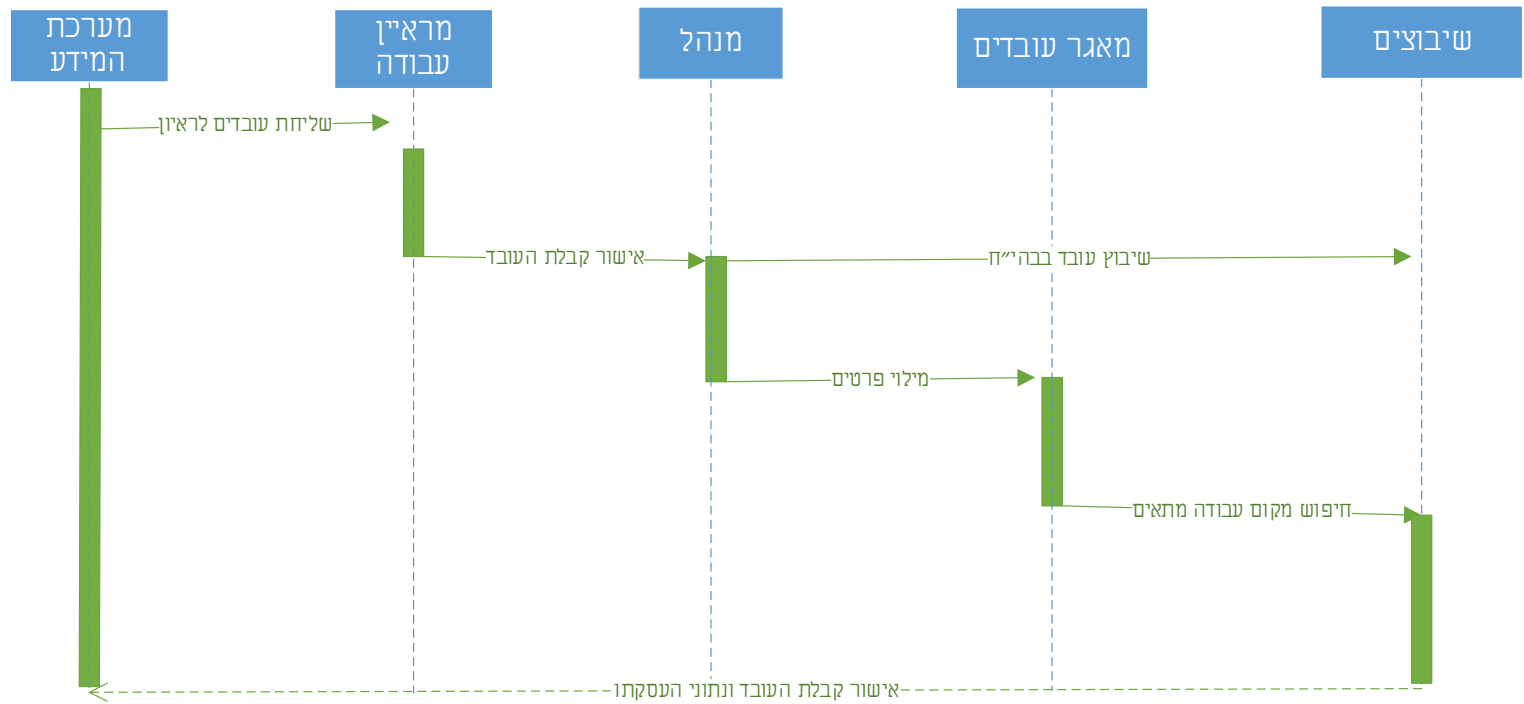 מערכת
המידע
מראיין
עבודה
מנהל
מאגר עובדים
שיבוצים
שליחת עובדים לראיון
אישור קבלת העובד
שיבוץ עובד בבהי״ח
מילוי פרטים
חיפוש מקום עבודה מתאים
אישור קבלת העובד ונתוני העסקתו